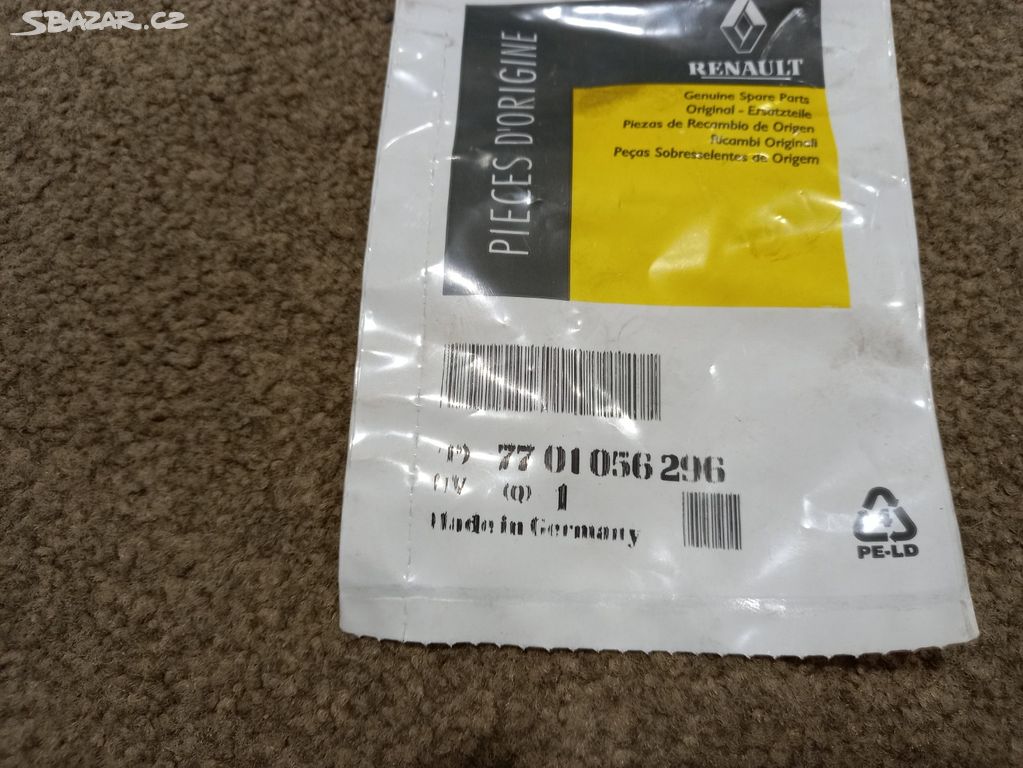 SBAZAR.CZ
PIECES D'ORIGINE
RENAULT
Genuine Spare Parts
Original - Ersatzteile
Piezas de Recambio de Origen
Ricambi Originali
Peças Sobresselentes de Origem
(P) 77 01 056 296
(Q) 1
Made in Germany
PE-LD